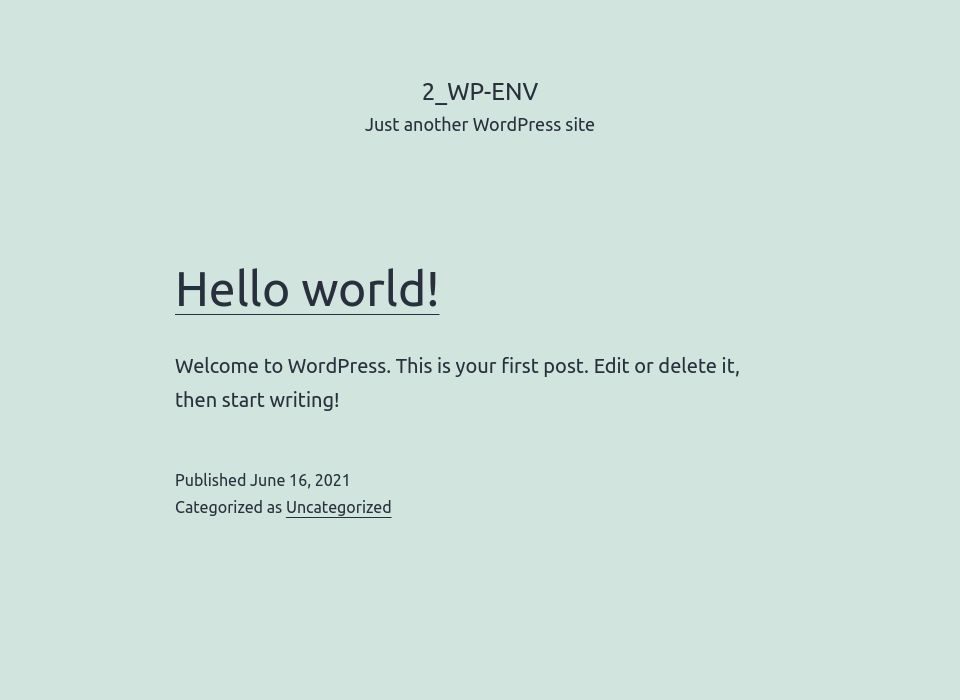 2_WP-ENV
Just another WordPress site
Hello world!
Welcome to WordPress. This is your first post. Edit or delete it,
then start writing!
Published June 16, 2021
Categorized as Uncategorized